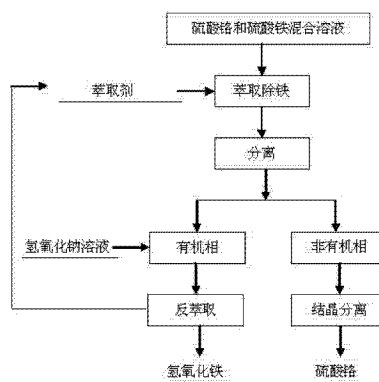 硫酸铬和硫酸铁混合溶液
萃取剂
萃取除铁
分离
氢氧化钠溶液
有机相
非有机相
反萃取
结晶分离
氢氧化铁
硫酸铬